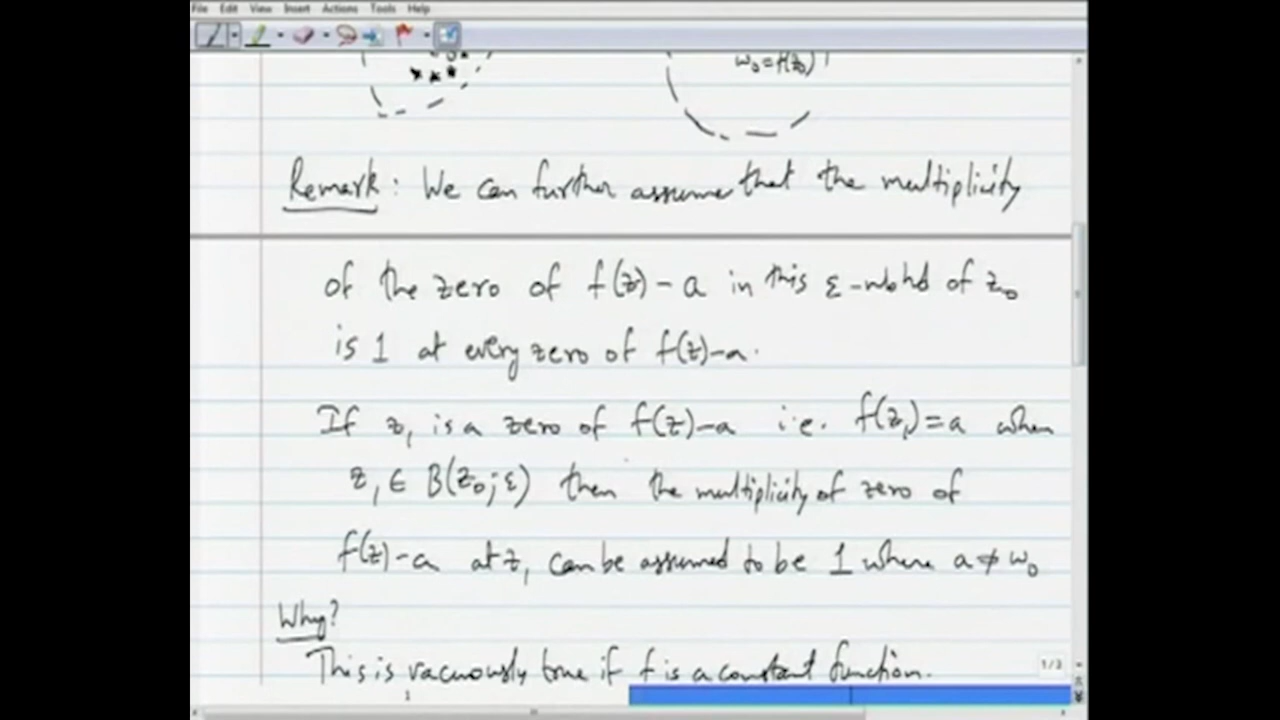 File Edit View Insert Actions Tools Help
w₀ = f(z₀)
Remark: We can further assume that the multiplicity
of the zero of f(z) - a in this ε-nbhd of z₀
is 1 at every zero of f(z) - a.
If z₁ is a zero of f(z) - a i.e. f(z₁) = a when
z₁ ∈ B(z₀; ε) then the multiplicity of zero of
f(z) - a at z₁ can be assumed to be 1 where a ≠ w₀
Why?
This is vacuously true if f is a constant function.
1